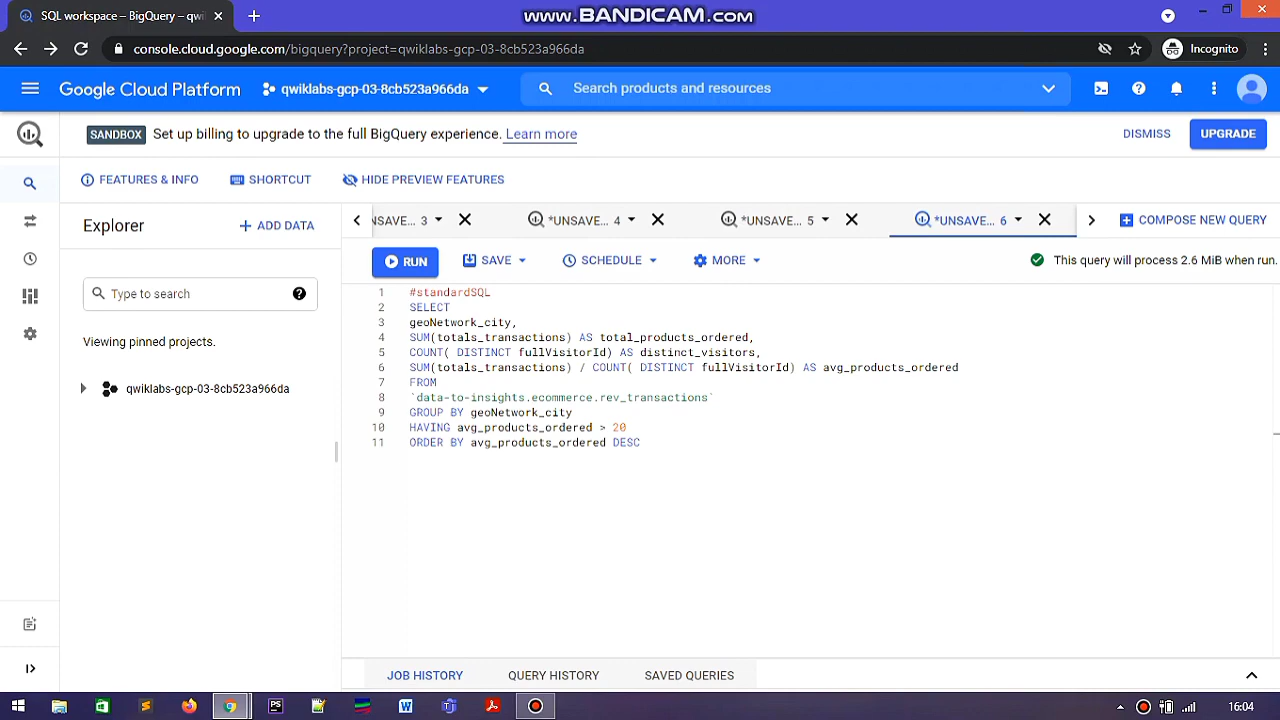 www.BANDICAM.com
SQL workspace – BigQuery – qwi
console.cloud.google.com/bigquery?project=qwiklabs-gcp-03-8cb523a966da
Incognito
Google Cloud Platform
qwiklabs-gcp-03-8cb523a966da
Search products and resources
SANDBOX Set up billing to upgrade to the full BigQuery experience. Learn more
DISMISS
UPGRADE
FEATURES & INFO
SHORTCUT
HIDE PREVIEW FEATURES
Explorer
+ ADD DATA
NSAVE... 3
*UNSAVE... 4
*UNSAVE... 5
*UNSAVE... 6
COMPOSE NEW QUERY
RUN
SAVE
SCHEDULE
MORE
This query will process 2.6 MiB when run.
Type to search
Viewing pinned projects.
qwiklabs-gcp-03-8cb523a966da
1 #standardSQL
2 SELECT
3 geoNetwork_city,
4 SUM(totals_transactions) AS total_products_ordered,
5 COUNT( DISTINCT fullVisitorId) AS distinct_visitors,
6 SUM(totals_transactions) / COUNT( DISTINCT fullVisitorId) AS avg_products_ordered
7 FROM
8 `data-to-insights.ecommerce.rev_transactions`
9 GROUP BY geoNetwork_city
10 HAVING avg_products_ordered > 20
11 ORDER BY avg_products_ordered DESC
JOB HISTORY
QUERY HISTORY
SAVED QUERIES
16:04